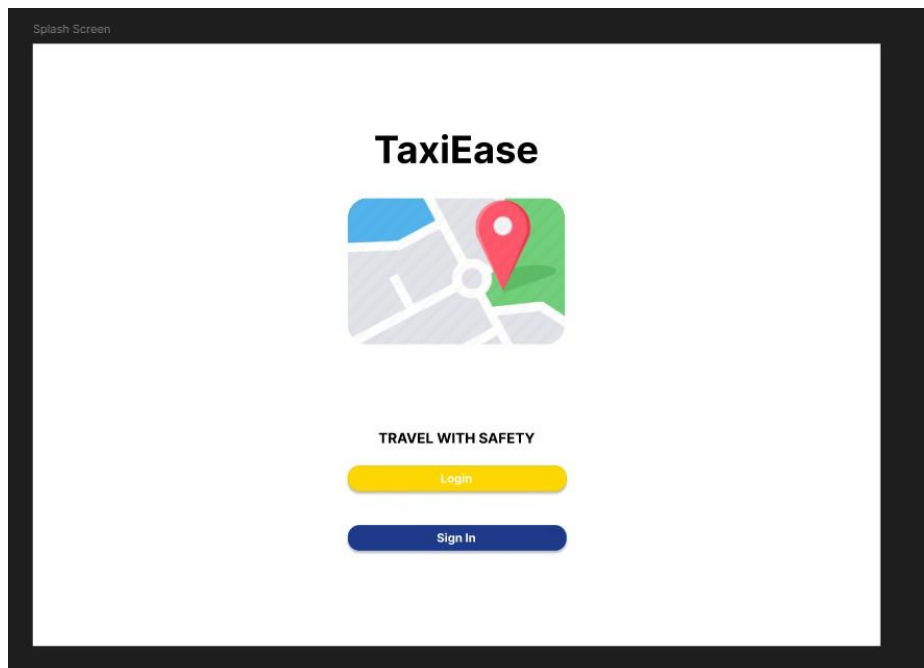 Splash Screen
TaxiEase
TRAVEL WITH SAFETY
Login
Sign In